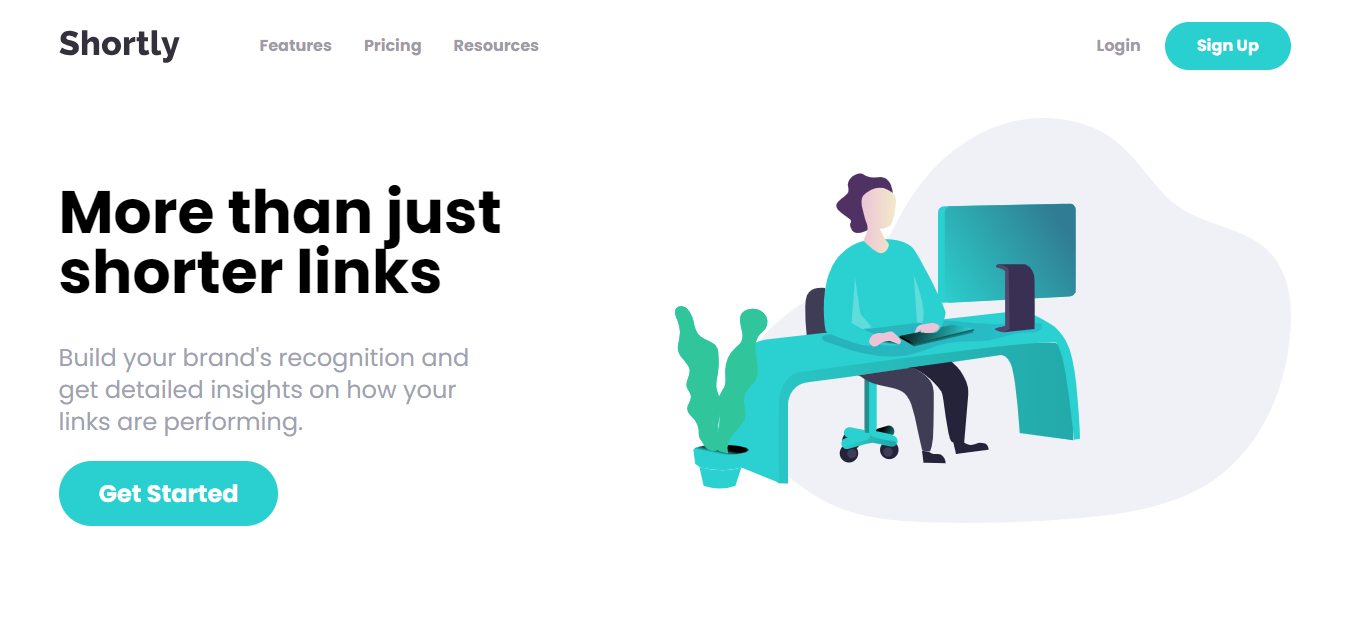 Shortly
Features
Pricing
Resources
Login
Sign Up
More than just
shorter links
Build your brand's recognition and
get detailed insights on how your
links are performing.
Get Started